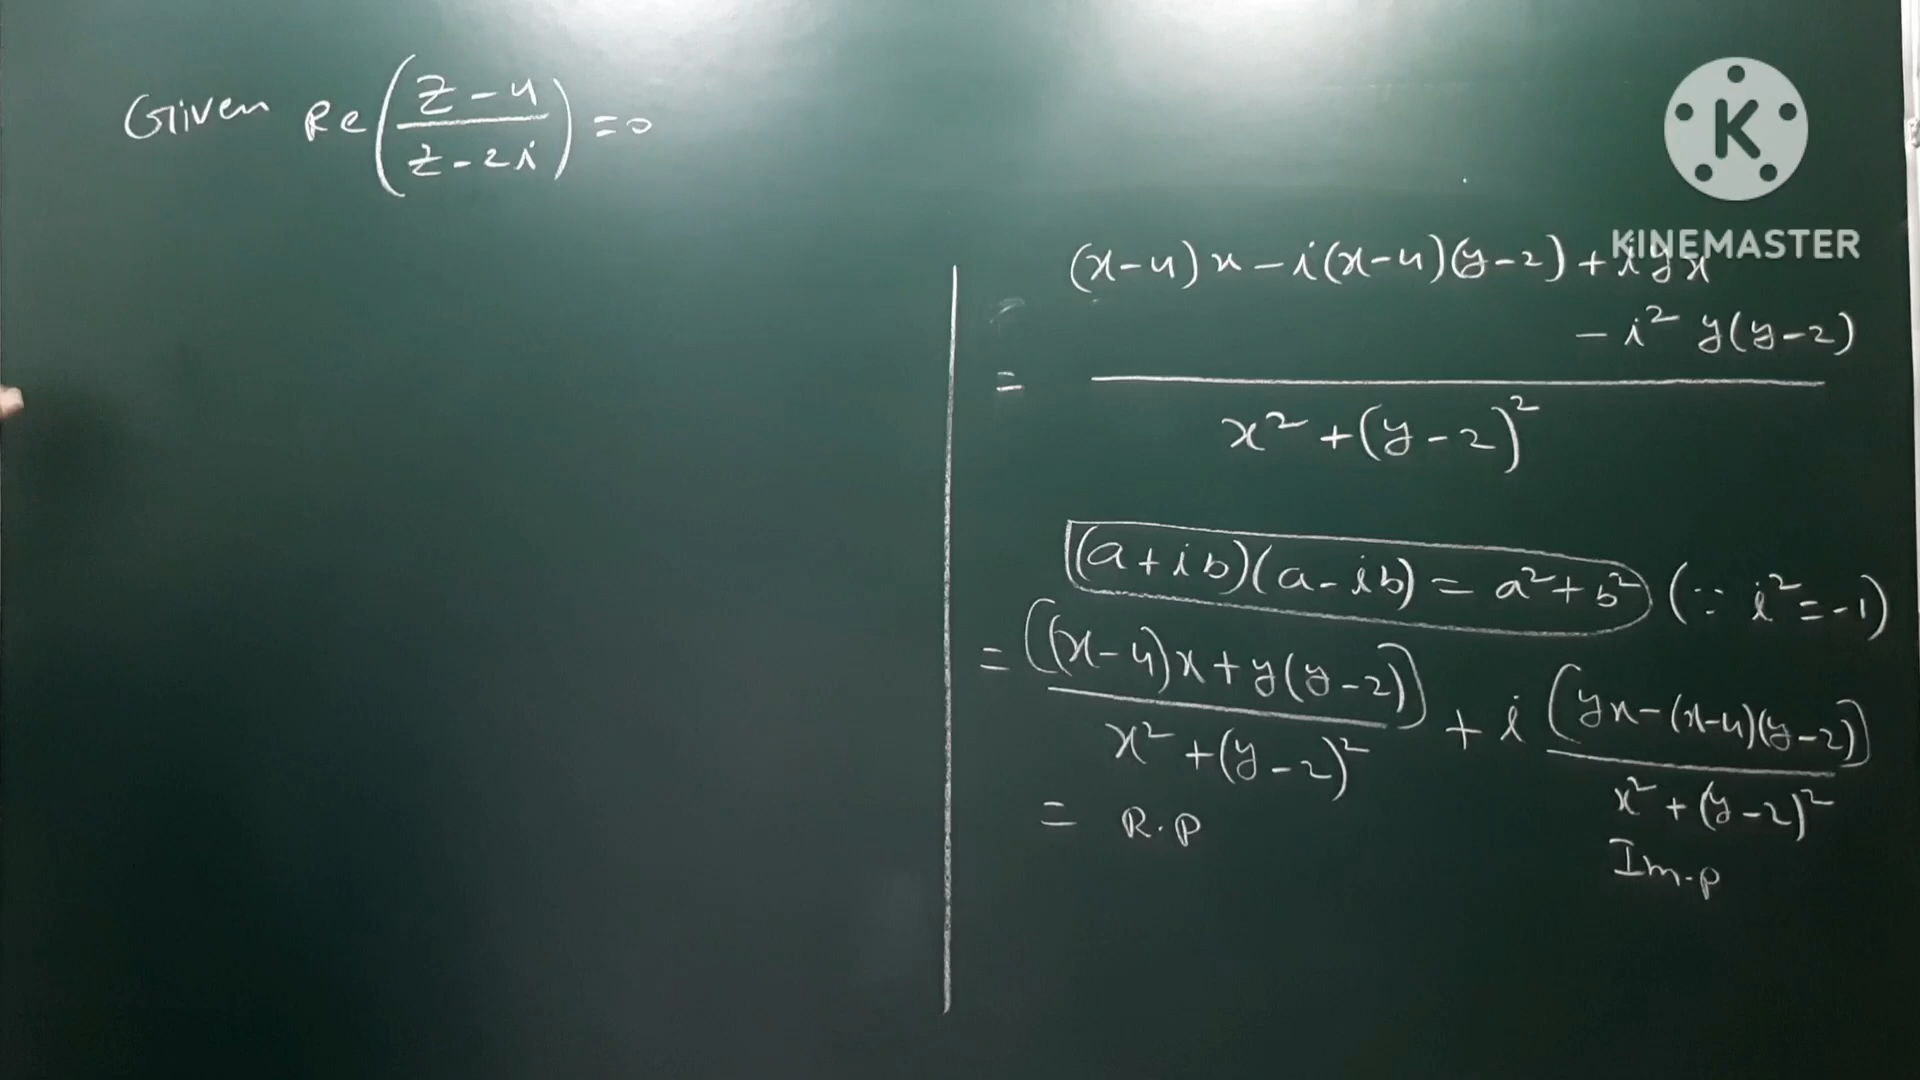 Given Re(z-4/z-2i)=0
K
KINEMASTER
= (x-4)x-i(x-4)(y-2)+iyx
-i² y(y-2)
x²+(y-2)²
(a+ib)(a-ib)=a²+b² (∵ i²=-1)
= ((x-4)x+y(y-2))/x²+(y-2)² + i (yx-(x-4)(y-2))/x²+(y-2)²
= R.P Im.p